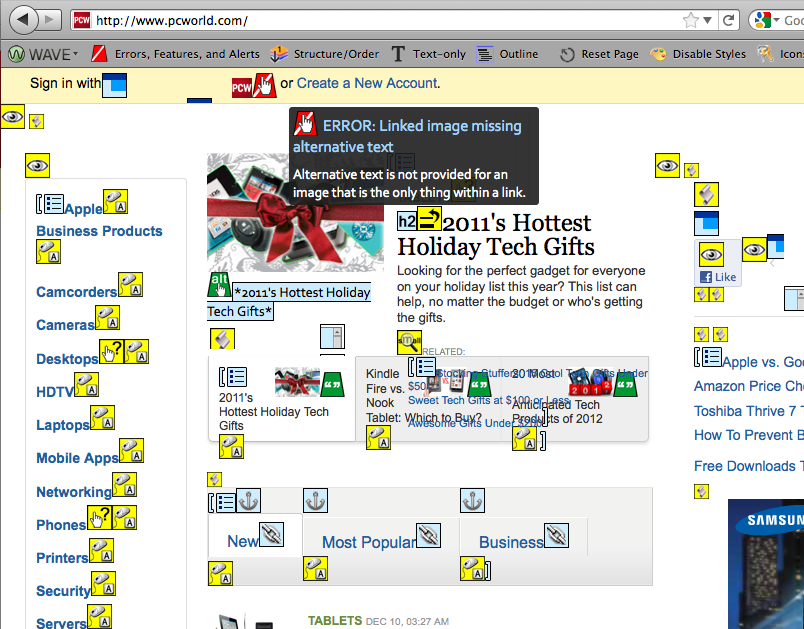 PCW http://www.pcworld.com/
WAVE Errors, Features, and Alerts Structure/Order Text-only Outline Reset Page Disable Styles
Sign in with PCW or Create a New Account.
ERROR: Linked image missing
alternative text
Alternative text is not provided for an
image that is the only thing within a link.
Apple
Business Products
Camcorders
Cameras
Desktops
HDTV
Laptops
Mobile Apps
Networking
Phones
Printers
Security
Servers
h2 2011's Hottest
Holiday Tech Gifts
Looking for the perfect gadget for everyone
on your holiday list this year? This list can
help, no matter the budget or who's getting
the gifts.
alt *2011's Hottest Holiday
Tech Gifts*
small RELATED:
Stocking Stuffers: 10 Cool Tech Gifts Under
$50
Sweet Tech Gifts at $100 or Less
Awesome Gifts Under $200
2011's
Hottest Holiday Tech
Gifts
Kindle
Fire vs.
Nook
Tablet: Which to Buy?
20 Most
Anticipated Tech
Products of 2012
New
Most Popular
Business
TABLETS DEC 10, 03:27 AM
Like
Apple vs.
Amazon Price
Toshiba Thrive 7
How To Prevent
Free Downloads
SAMSUNG